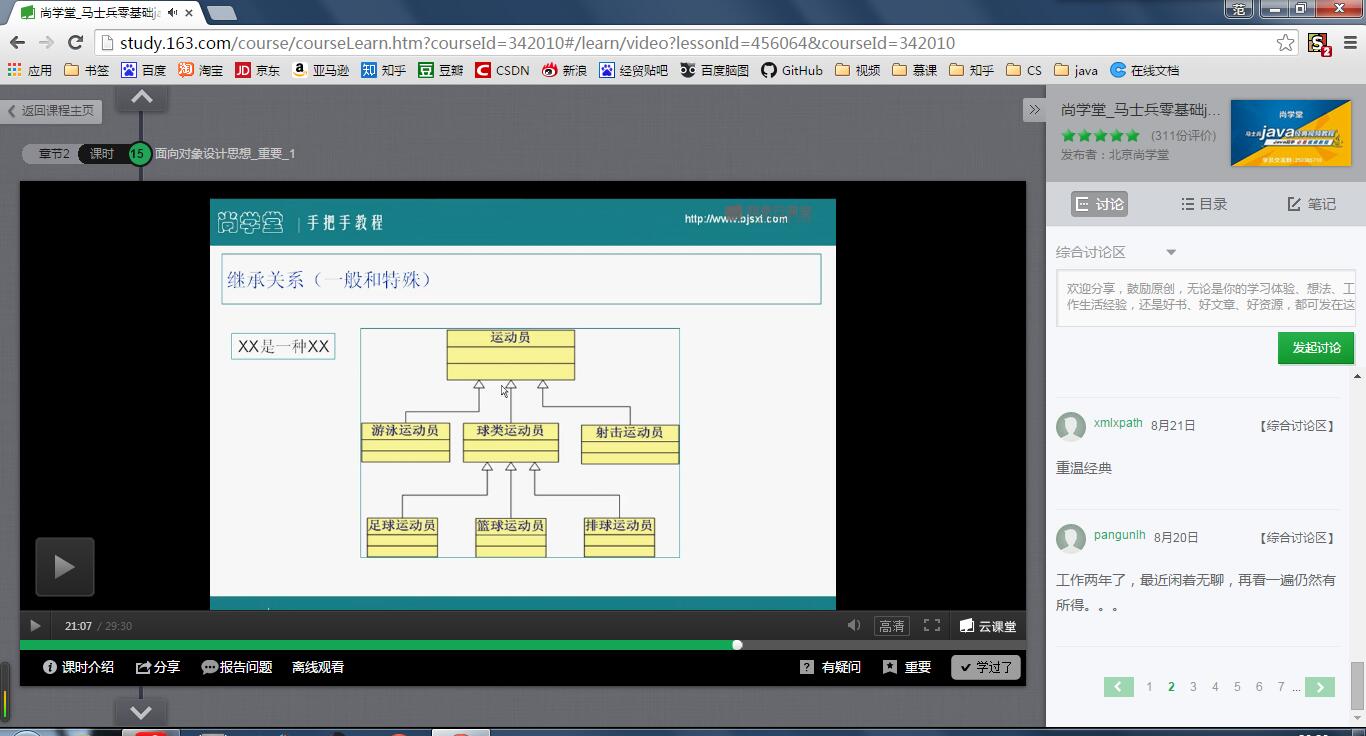 尚学堂_马士兵零基础ja
范
study.163.com/course/courseLearn.htm?courseId=342010#/learn/video?lessonId=456064&courseId=342010
2
应用 书签 百度 淘宝 JD 京东 亚马逊 知 知乎 豆 豆瓣 CSDN 新浪 经贸贴吧 百度脑图 GitHub 视频 慕课 知乎 CS java 在线文档
返回课程主页
章节2 课时 15 面向对象设计思想_重要_1
尚学堂 | 手把手教程
http://www.bjsxt.com
继承关系（一般和特殊）
XX是一种XX
运动员
游泳运动员 球类运动员 射击运动员
足球运动员 篮球运动员 排球运动员
21:07 / 29:30
高清
云课堂
课时介绍 分享 报告问题 离线观看
有疑问 重要 学过了
尚学堂_马士兵零基础j...
(311份评价)
发布者：北京尚学堂
尚学堂
java
讨论 目录 笔记
综合讨论区
欢迎分享，鼓励原创，无论是你的学习体验、想法、工
作生活经验，还是好书、好文章、好资源，都可发在这
发起讨论
xmlxpath 8月21日 【综合讨论区】
重温经典
pangunlh 8月20日 【综合讨论区】
工作两年了，最近闲着无聊，再看一遍仍然有
所得。。。
1 2 3 4 5 6 7 ...